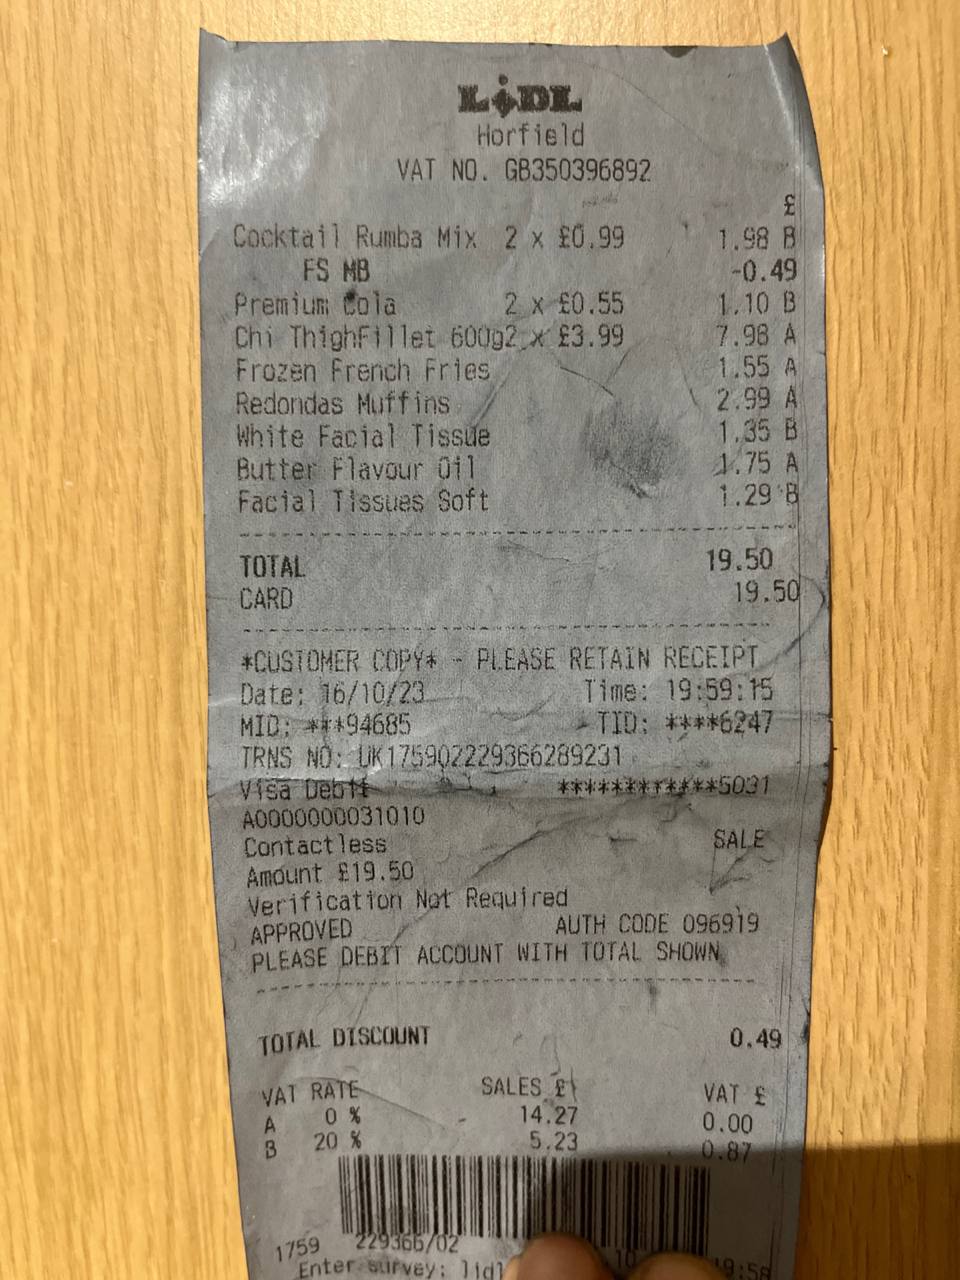 LIDL
Horfield
VAT NO. GB350396892
£
Cocktail Rumba Mix 2 x £0.99 1.98 B
FS MB -0.49
Premium Cola 2 x £0.55 1.10 B
Chi ThighFillet 600g2 x £3.99 7.98 A
Frozen French Fries 1.55 A
Redondas Muffins 2.99 A
White Facial Tissue 1.35 B
Butter Flavour Oil 1.75 A
Facial Tissues Soft 1.29 B
TOTAL 19.50
CARD 19.50
*CUSTOMER COPY* - PLEASE RETAIN RECEIPT
Date: 16/10/23 Time: 19:59:15
MID: ***94685 TID: ****6247
TRNS NO: UK175902229366289231
Visa Debit ************5031
A0000000031010
Contactless SALE
Amount £19.50
Verification Not Required
APPROVED AUTH CODE 096919
PLEASE DEBIT ACCOUNT WITH TOTAL SHOWN
TOTAL DISCOUNT 0.49
VAT RATE SALES £ VAT £
A 0 % 14.27 0.00
B 20 % 5.23 0.87
1759 229366/02
Enter survey: